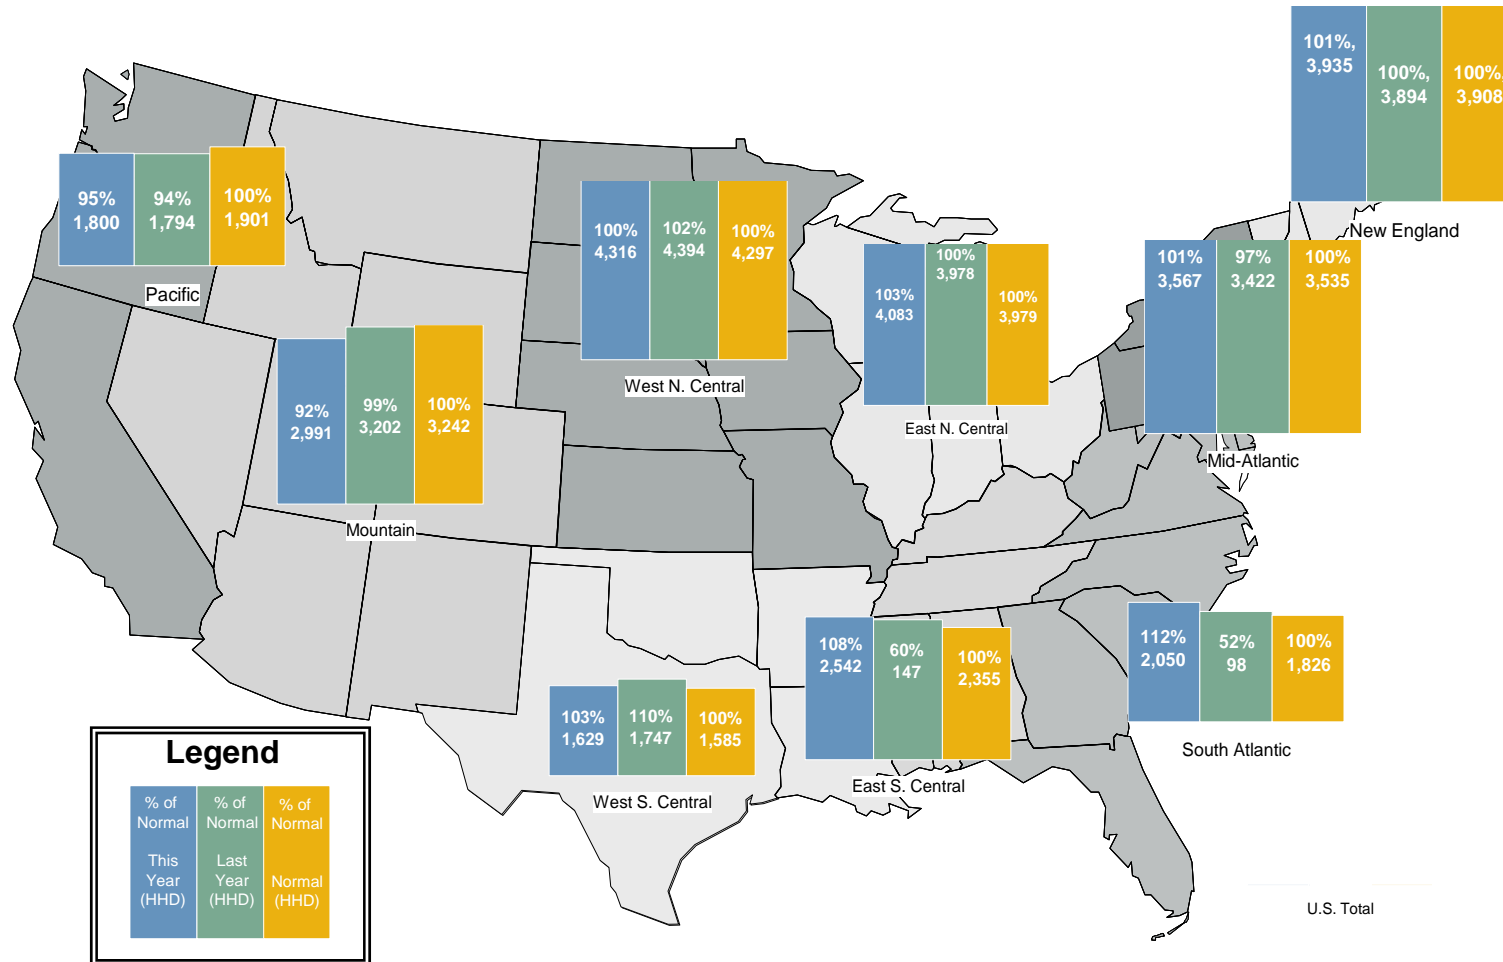 101%,
3,935
100%,
3,894
100%,
3,908
New England
95%
1,800
94%
1,794
100%
1,901
Pacific
100%
4,316
102%
4,394
100%
4,297
West N. Central
103%
4,083
100%
3,978
100%
3,979
East N. Central
101%
3,567
97%
3,422
100%
3,535
Mid-Atlantic
92%
2,991
99%
3,202
100%
3,242
Mountain
103%
1,629
110%
1,747
100%
1,585
West S. Central
108%
2,542
60%
147
100%
2,355
East S. Central
112%
2,050
52%
98
100%
1,826
South Atlantic
Legend
% of
Normal
This
Year
(HHD)
% of
Normal
Last
Year
(HHD)
% of
Normal
Normal
(HHD)
U.S. Total